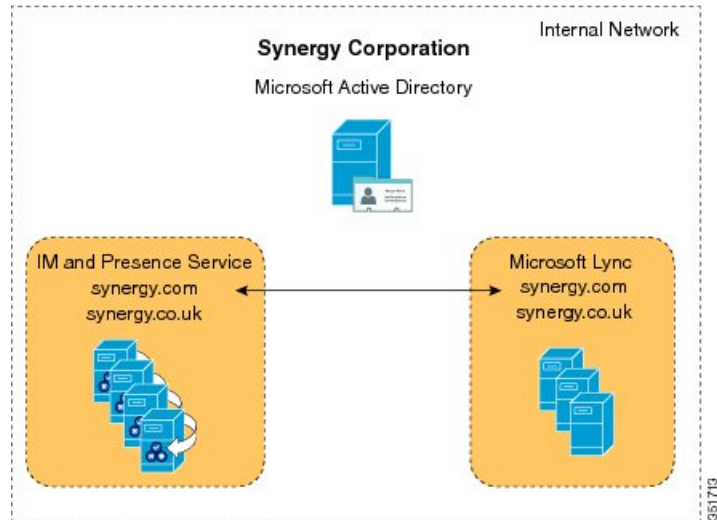 Internal Network
Synergy Corporation
Microsoft Active Directory
IM and Presence Service
synergy.com
synergy.co.uk
Microsoft Lync
synergy.com
synergy.co.uk
351713